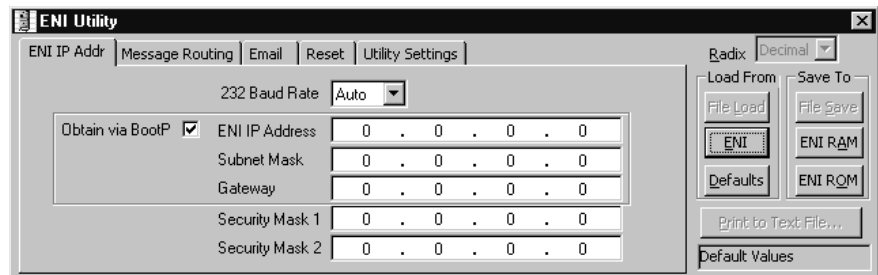 ENI Utility
ENI IP Addr Message Routing Email Reset Utility Settings
Radix Decimal
232 Baud Rate Auto
Load From Save To
File Load File Save
Obtain via BootP ENI IP Address 0 . 0 . 0 . 0
ENI ENI RAM
Subnet Mask 0 . 0 . 0 . 0
Gateway 0 . 0 . 0 . 0
Defaults ENI ROM
Security Mask 1 0 . 0 . 0 . 0
Print to Text File...
Security Mask 2 0 . 0 . 0 . 0
Default Values